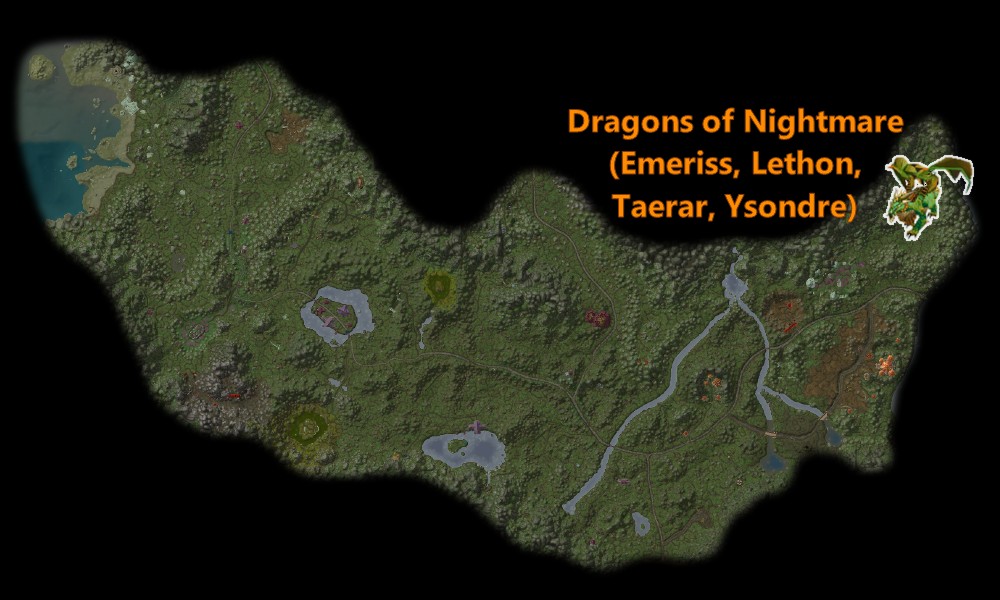 Dragons of Nightmare
(Emeriss, Lethon,
Taerar, Ysondre)